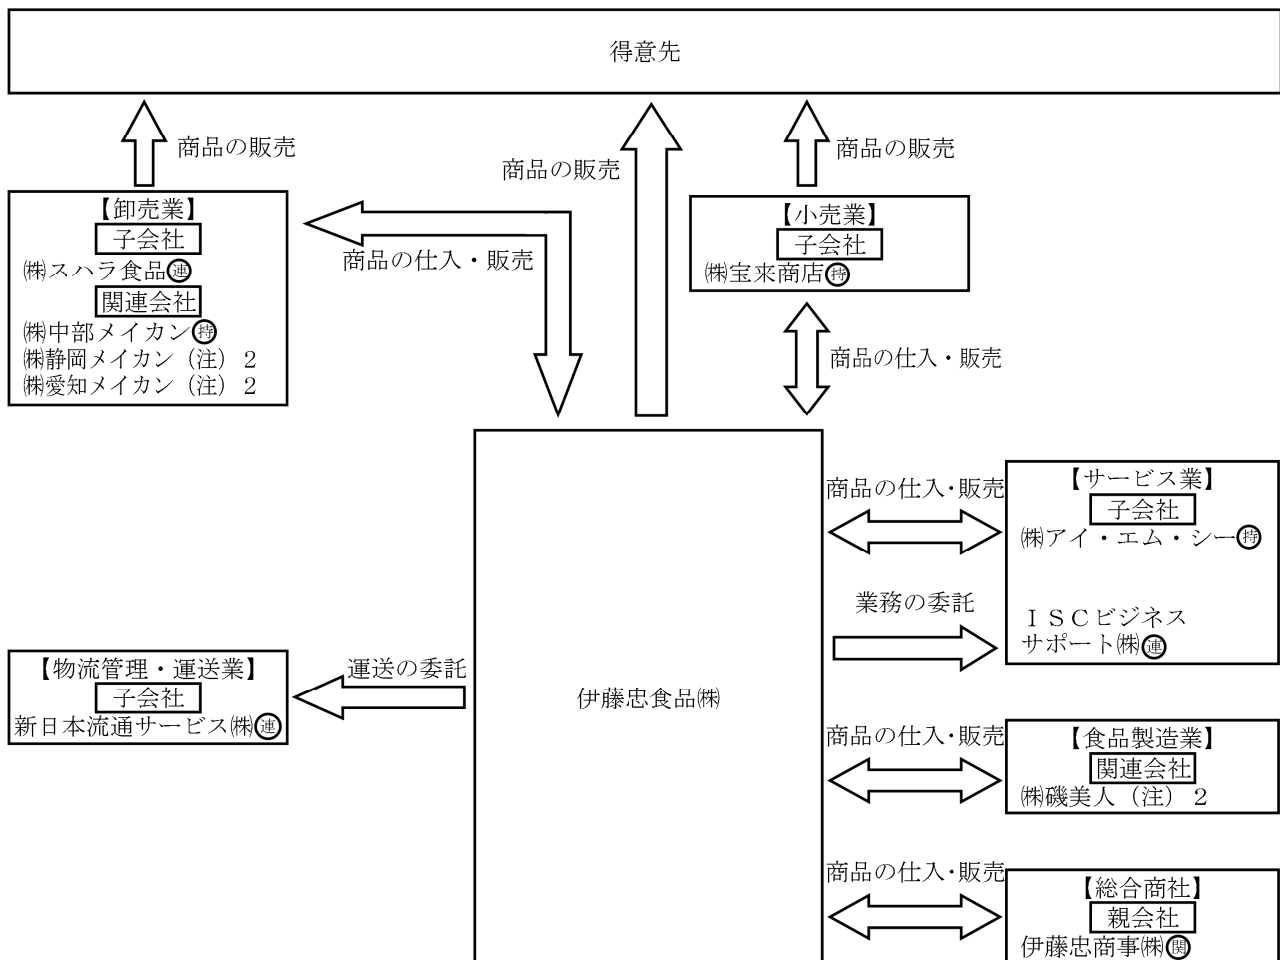 得意先
商品の販売
商品の販売
商品の販売
【卸売業】
子会社
㈱スハラ食品㊜連
関連会社
㈱中部メイカン持
㈱静岡メイカン（注）２
㈱愛知メイカン（注）２
商品の仕入・販売
【小売業】
子会社
㈱宝来商店持
商品の仕入・販売
伊藤忠食品㈱
商品の仕入・販売
【サービス業】
子会社
㈱アイ・エム・シー持
業務の委託
ＩＳＣビジネス
サポート㈱連
【物流管理・運送業】
子会社
新日本流通サービス㈱連
運送の委託
商品の仕入・販売
【食品製造業】
関連会社
㈱磯美人（注）２
商品の仕入・販売
【総合商社】
親会社
伊藤忠商事㈱関